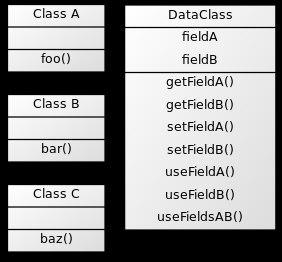 Class A
foo()
Class B
bar()
Class C
baz()
DataClass
fieldA
fieldB
getFieldA()
getFieldB()
setFieldA()
setFieldB()
useFieldA()
useFieldB()
useFieldsAB()